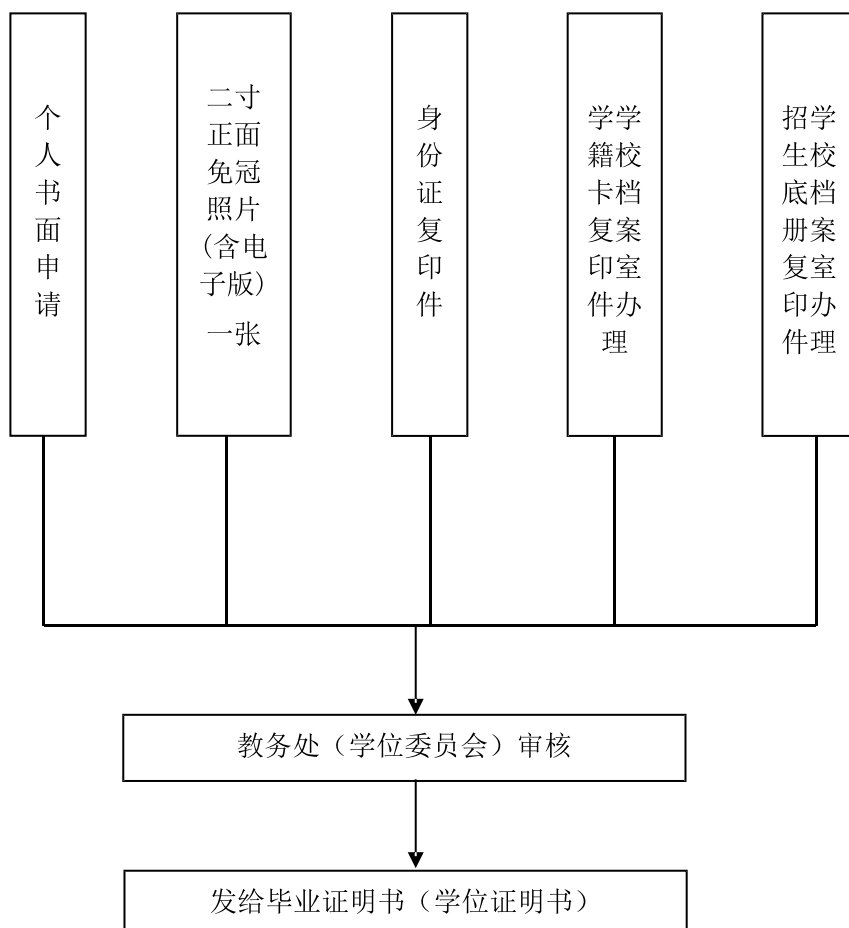 个人书面申请
二寸
正面
免冠
照片
(含电
子版)
一张
身份证复印件
学籍卡复印件
学校档案室办理
招生底册复印件
学校档案室办理
教务处（学位委员会）审核
发给毕业证明书（学位证明书）